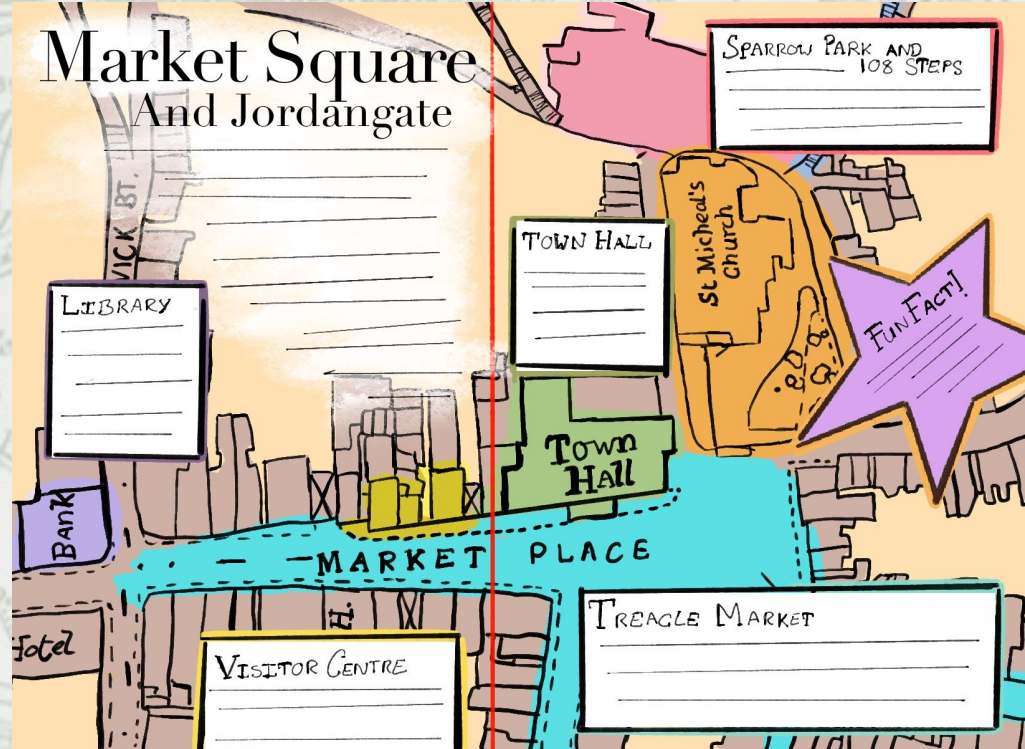 Market Square
And Jordangate
SPARROW PARK AND
108 STEPS
TOWN HALL
St Micheal's
Church
FUN FACT!
LIBRARY
Town
Hall
Bank
MARKET PLACE
H.
Hotel
VISITOR CENTRE
TREAGLE MARKET